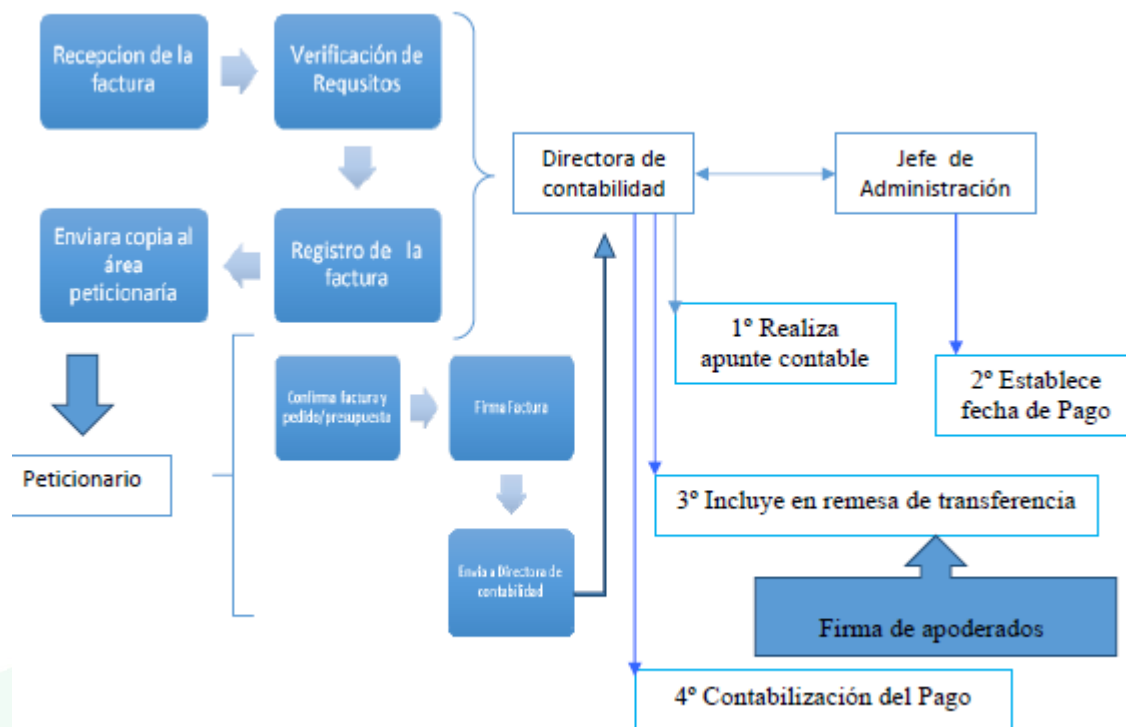 Recepcion de la
factura
Verificación de
Requsitos
Enviara copia al
área
peticionaría
Registro de la
factura
Directora de
contabilidad
Jefe de
Administración
1º Realiza
apunte contable
2º Establece
fecha de Pago
Confirma factura y
pedido/presupuesto
Firma Factura
Peticionario
3º Incluye en remesa de transferencia
Envía a Directora de
contabilidad
Firma de apoderados
4º Contabilización del Pago